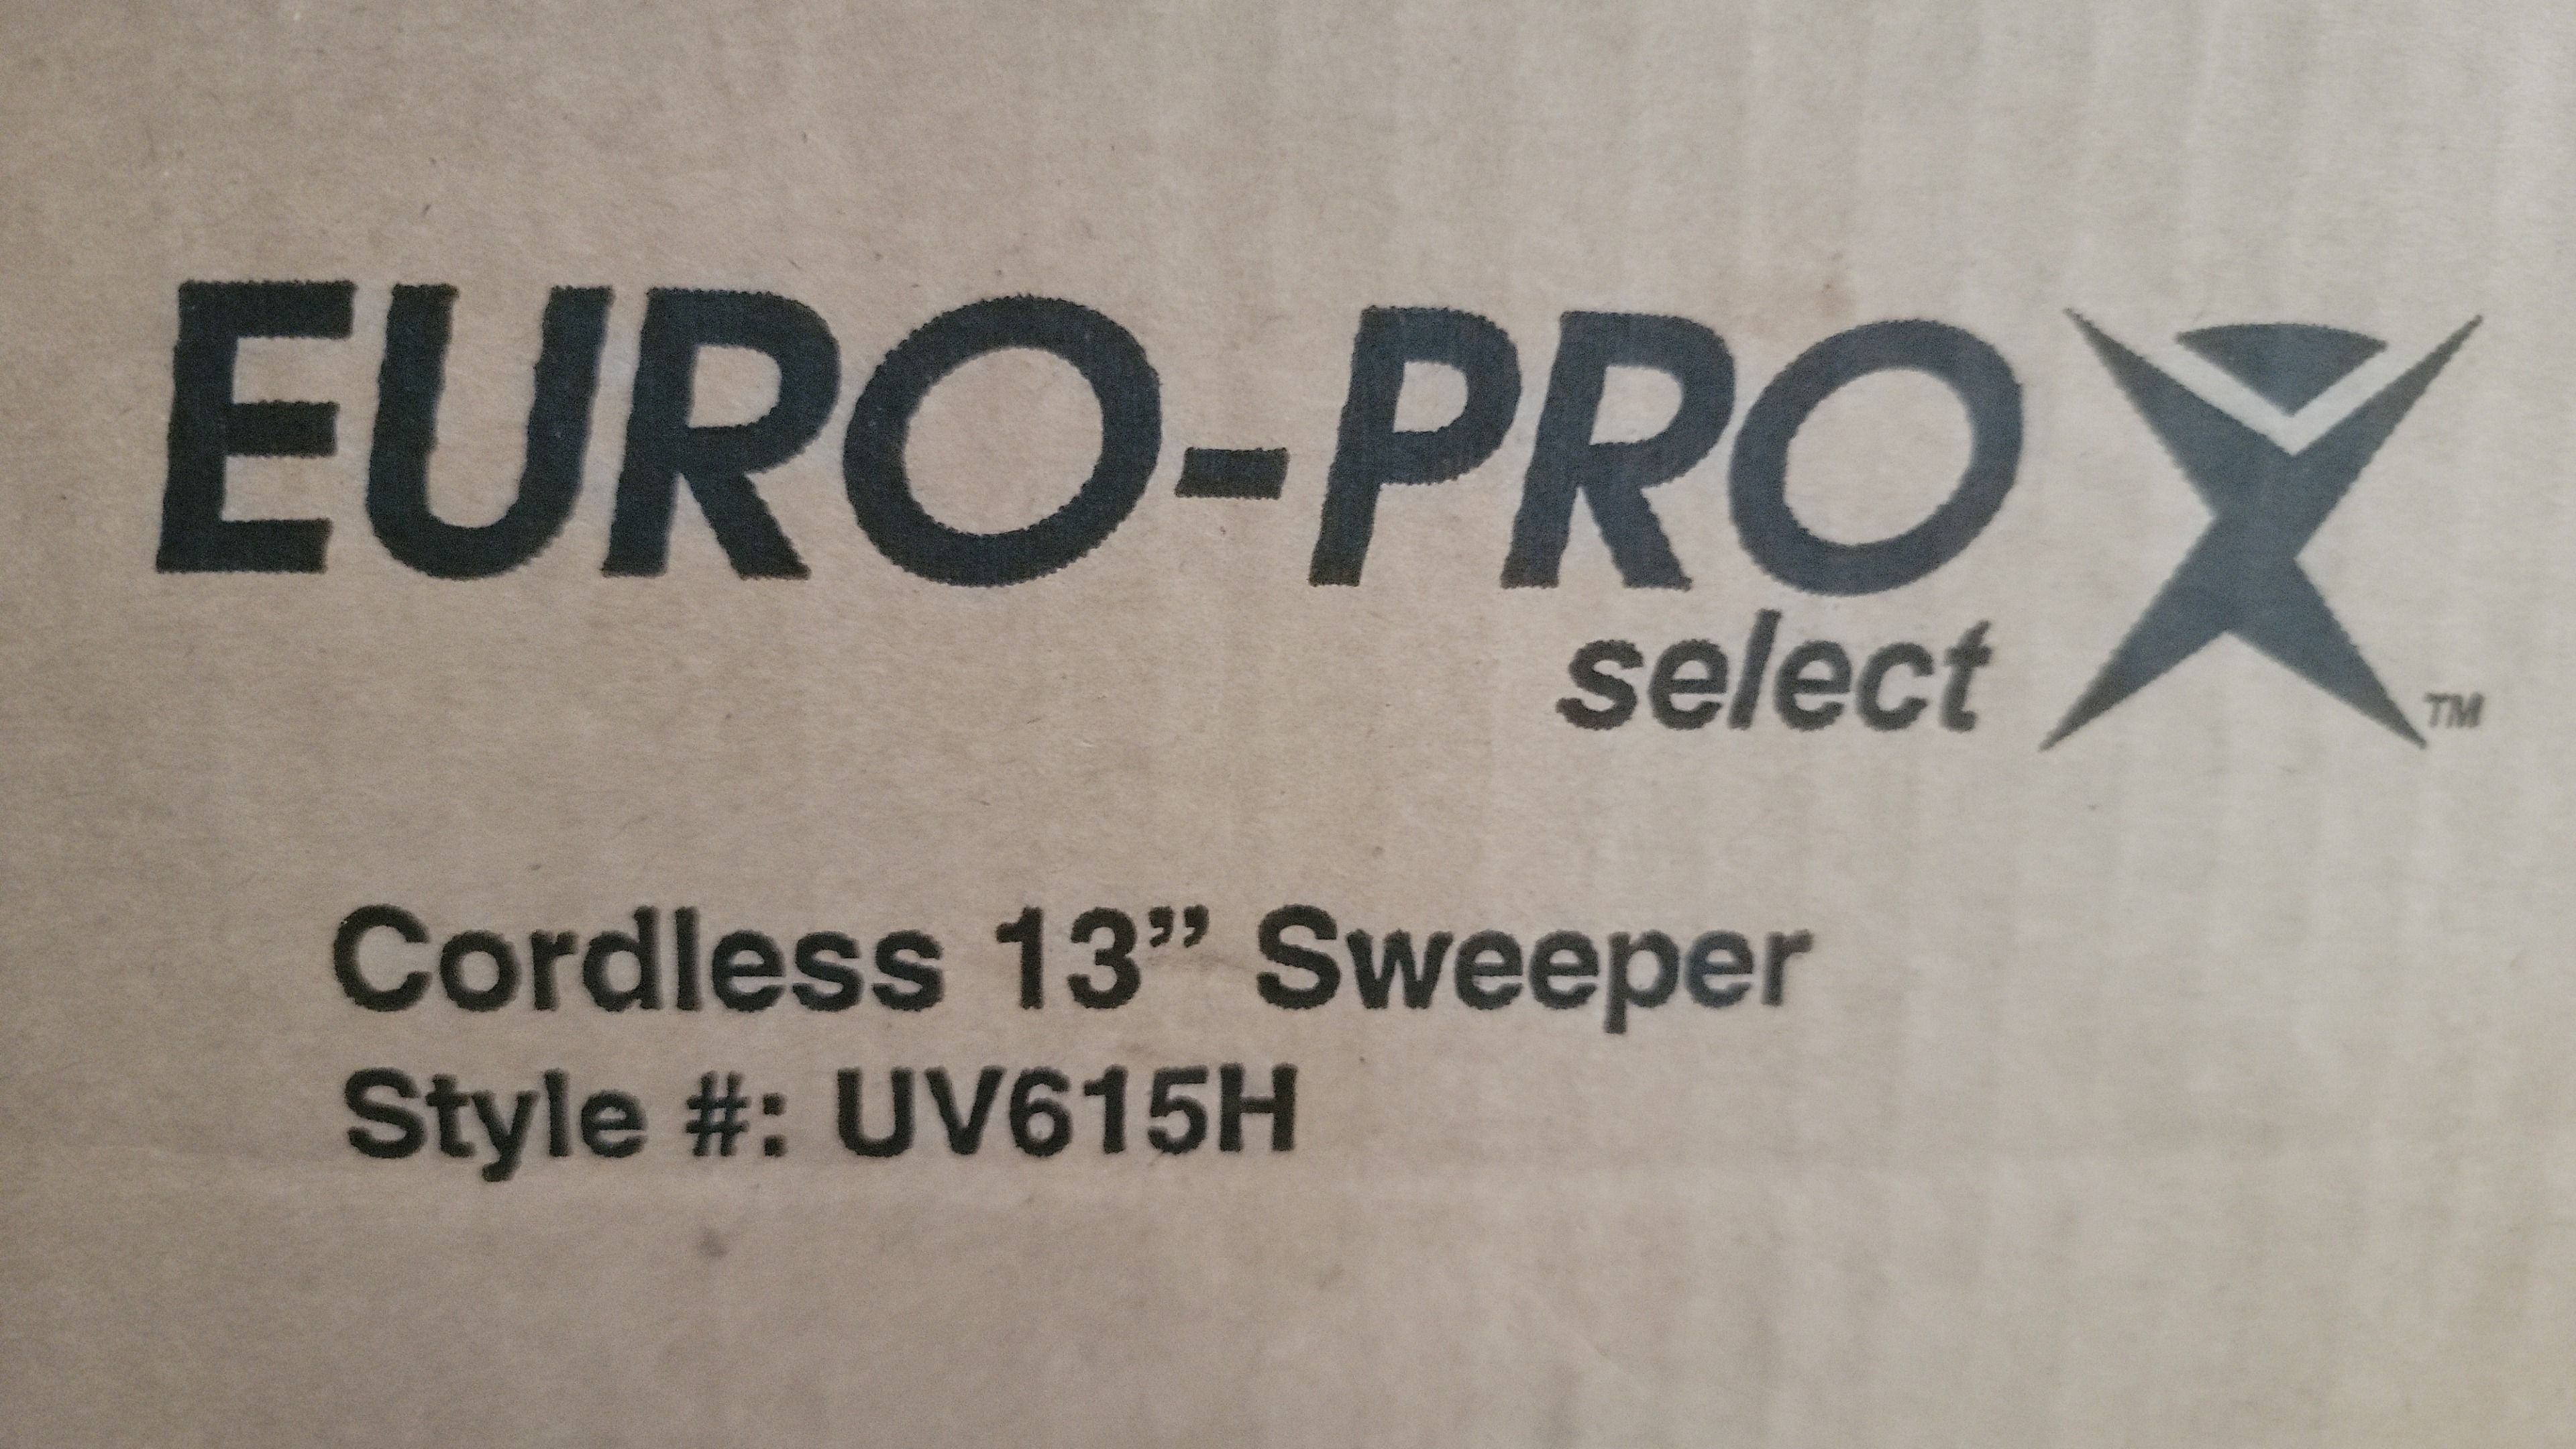 EURO-PRO X
select
TM
Cordless 13” Sweeper
Style #: UV615H